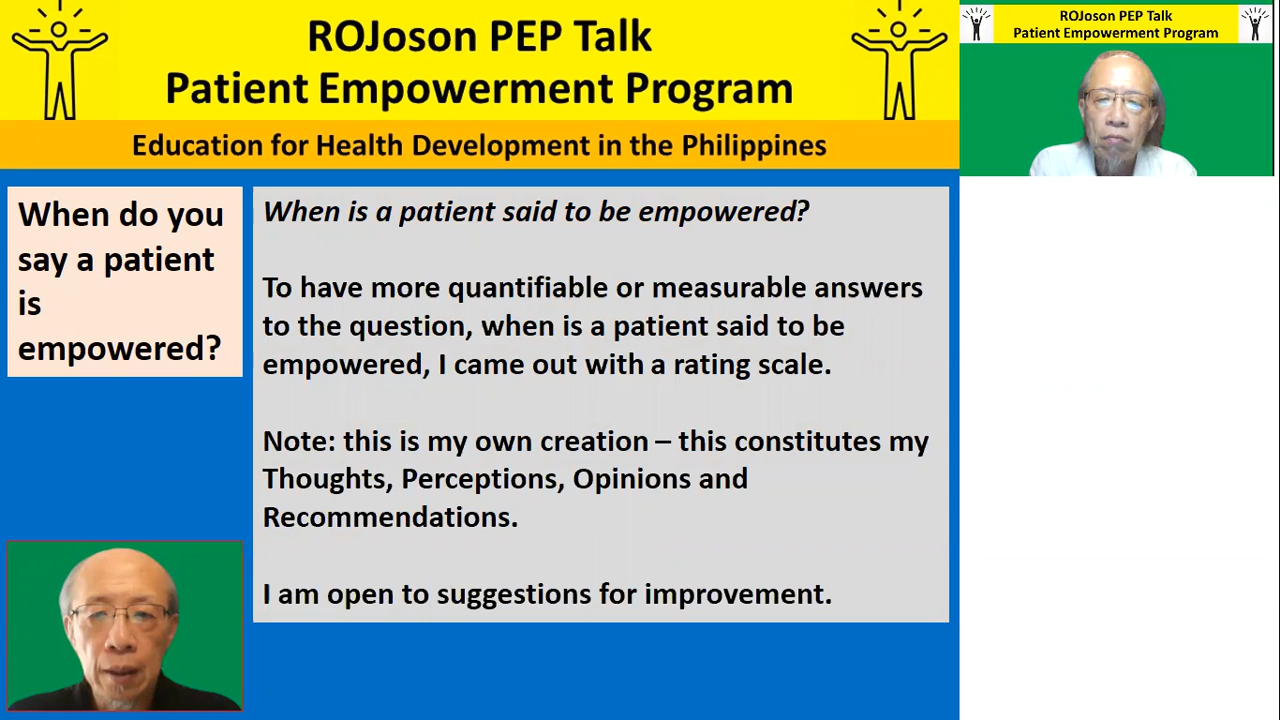 ROJoson PEP Talk
Patient Empowerment Program
Education for Health Development in the Philippines
When do you
say a patient
is
empowered?
When is a patient said to be empowered?
To have more quantifiable or measurable answers
to the question, when is a patient said to be
empowered, I came out with a rating scale.
Note: this is my own creation – this constitutes my
Thoughts, Perceptions, Opinions and
Recommendations.
I am open to suggestions for improvement.
ROJoson PEP Talk
Patient Empowerment Program